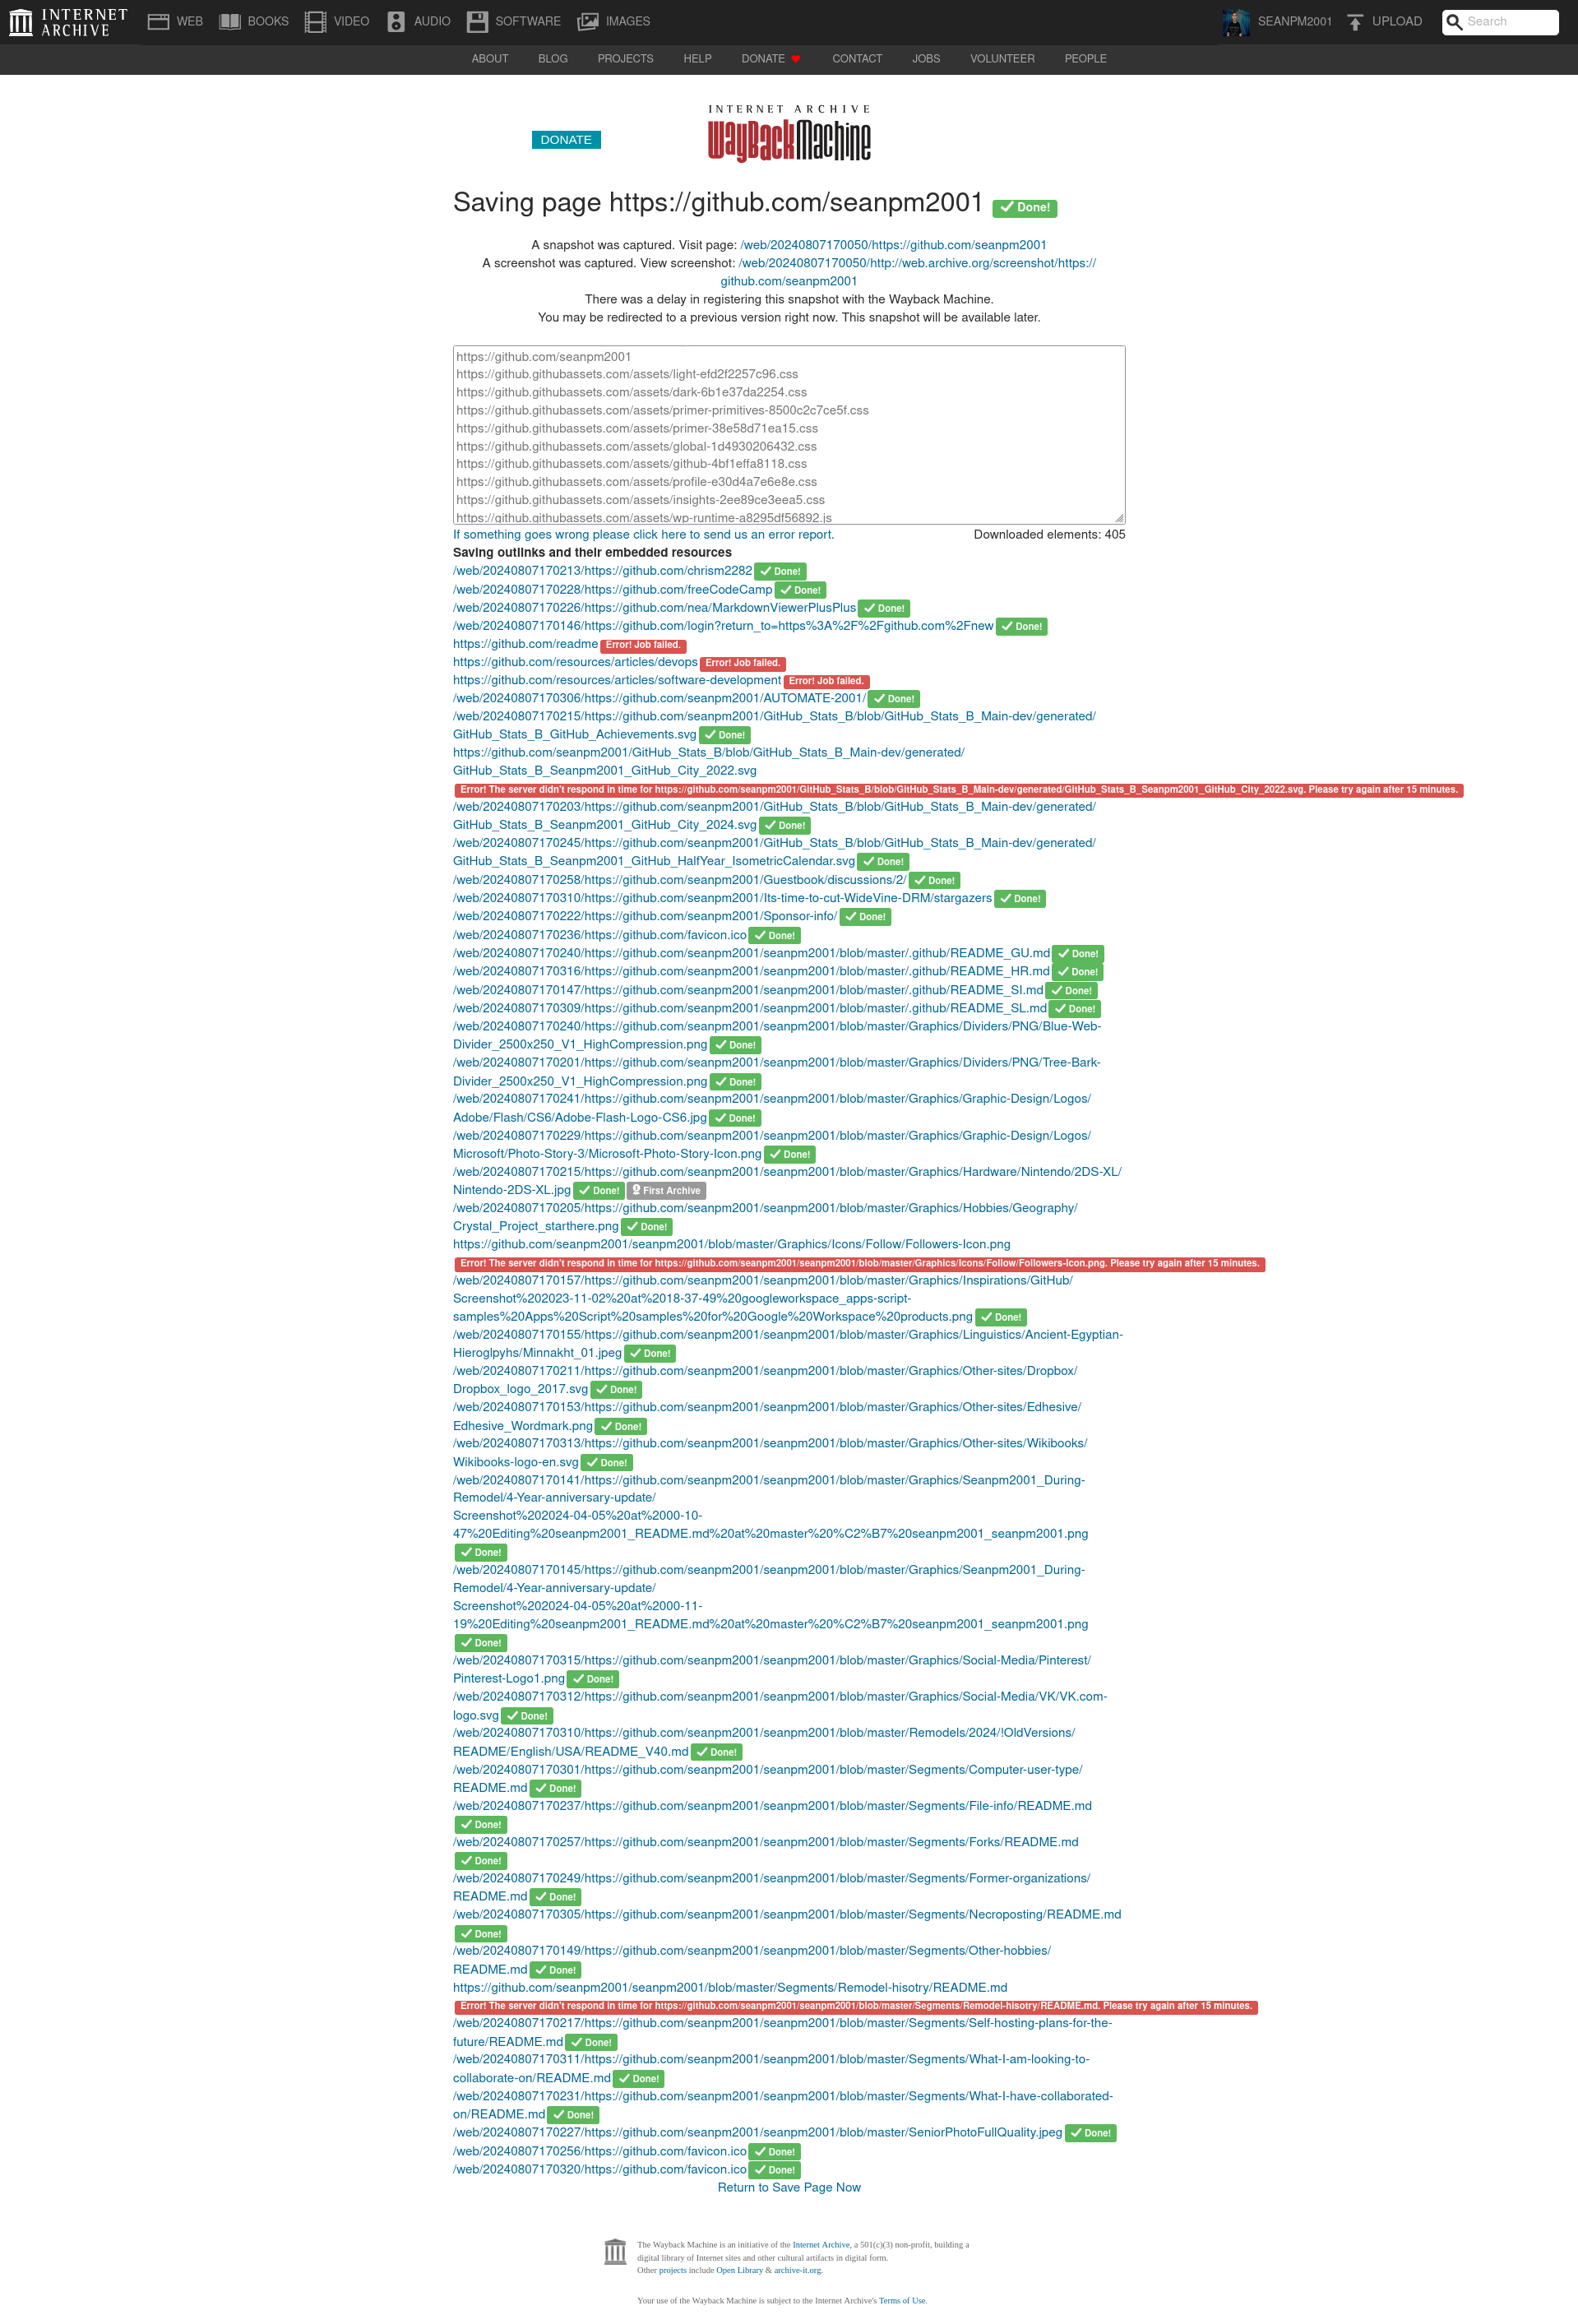 INTERNET ARCHIVE
WEB BOOKS VIDEO AUDIO SOFTWARE IMAGES SEANPM2001 UPLOAD Search
ABOUT BLOG PROJECTS HELP DONATE CONTACT JOBS VOLUNTEER PEOPLE
INTERNET ARCHIVE
DONATE
WayBackMachine
Saving page https://github.com/seanpm2001 Done!
A snapshot was captured. Visit page: /web/20240807170050/https://github.com/seanpm2001
A screenshot was captured. View screenshot: /web/20240807170050/http://web.archive.org/screenshot/https://
github.com/seanpm2001
There was a delay in registering this snapshot with the Wayback Machine.
You may be redirected to a previous version right now. This snapshot will be available later.
https://github.com/seanpm2001
https://github.githubassets.com/assets/light-efd2f2257c96.css
https://github.githubassets.com/assets/dark-6b1e37da2254.css
https://github.githubassets.com/assets/primer-primitives-8500c2c7ce5f.css
https://github.githubassets.com/assets/primer-38e58d71ea15.css
https://github.githubassets.com/assets/global-1d4930206432.css
https://github.githubassets.com/assets/github-4bf1effa8118.css
https://github.githubassets.com/assets/profile-e30d4a7e6e8e.css
https://github.githubassets.com/assets/insights-2ee89ce3eea5.css
https://github.githubassets.com/assets/wp-runtime-a8295df56892.js
If something goes wrong please click here to send us an error report. Downloaded elements: 405
Saving outlinks and their embedded resources
/web/20240807170213/https://github.com/chrism2282 Done!
/web/20240807170228/https://github.com/freeCodeCamp Done!
/web/20240807170226/https://github.com/nea/MarkdownViewerPlusPlus Done!
/web/20240807170146/https://github.com/login?return_to=https%3A%2F%2Fgithub.com%2Fnew Done!
https://github.com/readme Error! Job failed.
https://github.com/resources/articles/devops Error! Job failed.
https://github.com/resources/articles/software-development Error! Job failed.
/web/20240807170306/https://github.com/seanpm2001/AUTOMATE-2001/ Done!
/web/20240807170215/https://github.com/seanpm2001/GitHub_Stats_B/blob/GitHub_Stats_B_Main-dev/generated/
GitHub_Stats_B_GitHub_Achievements.svg Done!
https://github.com/seanpm2001/GitHub_Stats_B/blob/GitHub_Stats_B_Main-dev/generated/
GitHub_Stats_B_Seanpm2001_GitHub_City_2022.svg
Error! The server didn't respond in time for https://github.com/seanpm2001/GitHub_Stats_B/blob/GitHub_Stats_B_Main-dev/generated/GitHub_Stats_B_Seanpm2001_GitHub_City_2022.svg. Please try again after 15 minutes.
/web/20240807170203/https://github.com/seanpm2001/GitHub_Stats_B/blob/GitHub_Stats_B_Main-dev/generated/
GitHub_Stats_B_Seanpm2001_GitHub_City_2024.svg Done!
/web/20240807170245/https://github.com/seanpm2001/GitHub_Stats_B/blob/GitHub_Stats_B_Main-dev/generated/
GitHub_Stats_B_Seanpm2001_GitHub_HalfYear_IsometricCalendar.svg Done!
/web/20240807170258/https://github.com/seanpm2001/Guestbook/discussions/2/ Done!
/web/20240807170310/https://github.com/seanpm2001/Its-time-to-cut-WideVine-DRM/stargazers Done!
/web/20240807170222/https://github.com/seanpm2001/Sponsor-info/ Done!
/web/20240807170236/https://github.com/favicon.ico Done!
/web/20240807170240/https://github.com/seanpm2001/seanpm2001/blob/master/.github/README_GU.md Done!
/web/20240807170316/https://github.com/seanpm2001/seanpm2001/blob/master/.github/README_HR.md Done!
/web/20240807170147/https://github.com/seanpm2001/seanpm2001/blob/master/.github/README_SI.md Done!
/web/20240807170309/https://github.com/seanpm2001/seanpm2001/blob/master/.github/README_SL.md Done!
/web/20240807170240/https://github.com/seanpm2001/seanpm2001/blob/master/Graphics/Dividers/PNG/Blue-Web-
Divider_2500x250_V1_HighCompression.png Done!
/web/20240807170201/https://github.com/seanpm2001/seanpm2001/blob/master/Graphics/Dividers/PNG/Tree-Bark-
Divider_2500x250_V1_HighCompression.png Done!
/web/20240807170241/https://github.com/seanpm2001/seanpm2001/blob/master/Graphics/Graphic-Design/Logos/
Adobe/Flash/CS6/Adobe-Flash-Logo-CS6.jpg Done!
/web/20240807170229/https://github.com/seanpm2001/seanpm2001/blob/master/Graphics/Graphic-Design/Logos/
Microsoft/Photo-Story-3/Microsoft-Photo-Story-Icon.png Done!
/web/20240807170215/https://github.com/seanpm2001/seanpm2001/blob/master/Graphics/Hardware/Nintendo/2DS-XL/
Nintendo-2DS-XL.jpg Done! First Archive
/web/20240807170205/https://github.com/seanpm2001/seanpm2001/blob/master/Graphics/Hobbies/Geography/
Crystal_Project_starthere.png Done!
https://github.com/seanpm2001/seanpm2001/blob/master/Graphics/Icons/Follow/Followers-Icon.png
Error! The server didn't respond in time for https://github.com/seanpm2001/seanpm2001/blob/master/Graphics/Icons/Follow/Followers-Icon.png. Please try again after 15 minutes.
/web/20240807170157/https://github.com/seanpm2001/seanpm2001/blob/master/Graphics/Inspirations/GitHub/
Screenshot%202023-11-02%20at%2018-37-49%20googleworkspace_apps-script-
samples%20Apps%20Script%20samples%20for%20Google%20Workspace%20products.png Done!
/web/20240807170155/https://github.com/seanpm2001/seanpm2001/blob/master/Graphics/Linguistics/Ancient-Egyptian-
Hieroglpyhs/Minnakht_01.jpeg Done!
/web/20240807170211/https://github.com/seanpm2001/seanpm2001/blob/master/Graphics/Other-sites/Dropbox/
Dropbox_logo_2017.svg Done!
/web/20240807170153/https://github.com/seanpm2001/seanpm2001/blob/master/Graphics/Other-sites/Edhesive/
Edhesive_Wordmark.png Done!
/web/20240807170313/https://github.com/seanpm2001/seanpm2001/blob/master/Graphics/Other-sites/Wikibooks/
Wikibooks-logo-en.svg Done!
/web/20240807170141/https://github.com/seanpm2001/seanpm2001/blob/master/Graphics/Seanpm2001_During-
Remodel/4-Year-anniversary-update/
Screenshot%202024-04-05%20at%2000-10-
47%20Editing%20seanpm2001_README.md%20at%20master%20%C2%B7%20seanpm2001_seanpm2001.png
Done!
/web/20240807170145/https://github.com/seanpm2001/seanpm2001/blob/master/Graphics/Seanpm2001_During-
Remodel/4-Year-anniversary-update/
Screenshot%202024-04-05%20at%2000-11-
19%20Editing%20seanpm2001_README.md%20at%20master%20%C2%B7%20seanpm2001_seanpm2001.png
Done!
/web/20240807170315/https://github.com/seanpm2001/seanpm2001/blob/master/Graphics/Social-Media/Pinterest/
Pinterest-Logo1.png Done!
/web/20240807170312/https://github.com/seanpm2001/seanpm2001/blob/master/Graphics/Social-Media/VK/VK.com-
logo.svg Done!
/web/20240807170310/https://github.com/seanpm2001/seanpm2001/blob/master/Remodels/2024/!OldVersions/
README/English/USA/README_V40.md Done!
/web/20240807170301/https://github.com/seanpm2001/seanpm2001/blob/master/Segments/Computer-user-type/
README.md Done!
/web/20240807170237/https://github.com/seanpm2001/seanpm2001/blob/master/Segments/File-info/README.md
Done!
/web/20240807170257/https://github.com/seanpm2001/seanpm2001/blob/master/Segments/Forks/README.md
Done!
/web/20240807170249/https://github.com/seanpm2001/seanpm2001/blob/master/Segments/Former-organizations/
README.md Done!
/web/20240807170305/https://github.com/seanpm2001/seanpm2001/blob/master/Segments/Necroposting/README.md
Done!
/web/20240807170149/https://github.com/seanpm2001/seanpm2001/blob/master/Segments/Other-hobbies/
README.md Done!
https://github.com/seanpm2001/seanpm2001/blob/master/Segments/Remodel-hisotry/README.md
Error! The server didn't respond in time for https://github.com/seanpm2001/seanpm2001/blob/master/Segments/Remodel-hisotry/README.md. Please try again after 15 minutes.
/web/20240807170217/https://github.com/seanpm2001/seanpm2001/blob/master/Segments/Self-hosting-plans-for-the-
future/README.md Done!
/web/20240807170311/https://github.com/seanpm2001/seanpm2001/blob/master/Segments/What-I-am-looking-to-
collaborate-on/README.md Done!
/web/20240807170231/https://github.com/seanpm2001/seanpm2001/blob/master/Segments/What-I-have-collaborated-
on/README.md Done!
/web/20240807170227/https://github.com/seanpm2001/seanpm2001/blob/master/SeniorPhotoFullQuality.jpeg Done!
/web/20240807170256/https://github.com/favicon.ico Done!
/web/20240807170320/https://github.com/favicon.ico Done!
Return to Save Page Now
The Wayback Machine is an initiative of the Internet Archive, a 501(c)(3) non-profit, building a
digital library of Internet sites and other cultural artifacts in digital form.
Other projects include Open Library & archive-it.org.
Your use of the Wayback Machine is subject to the Internet Archive's Terms of Use.